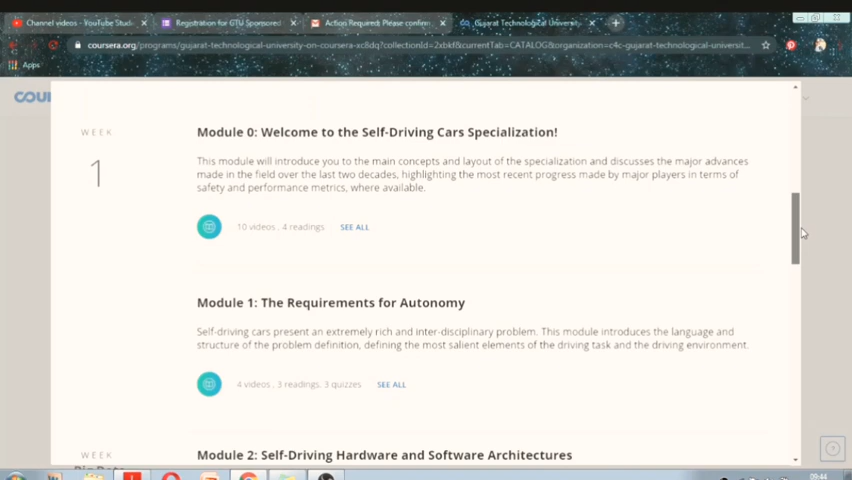 Channel videos - YouTube Stud
Registration for GTU Sponsored
Action Required: Please confirm
Gujarat Technological Universit
coursera.org/programs/gujarat-technological-university-on-coursera-xc8dq?collectionId=2xbkf&currentTab=CATALOG&organization=c4c-gujarat-technological-universit...
Apps
COU
WEEK
1
Module 0: Welcome to the Self-Driving Cars Specialization!
This module will introduce you to the main concepts and layout of the specialization and discusses the major advances
made in the field over the last two decades, highlighting the most recent progress made by major players in terms of
safety and performance metrics, where available.
10 videos . 4 readings SEE ALL
Module 1: The Requirements for Autonomy
Self-driving cars present an extremely rich and inter-disciplinary problem. This module introduces the language and
structure of the problem definition, defining the most salient elements of the driving task and the driving environment.
4 videos . 3 readings. 3 quizzes SEE ALL
WEEK
Module 2: Self-Driving Hardware and Software Architectures
09:44